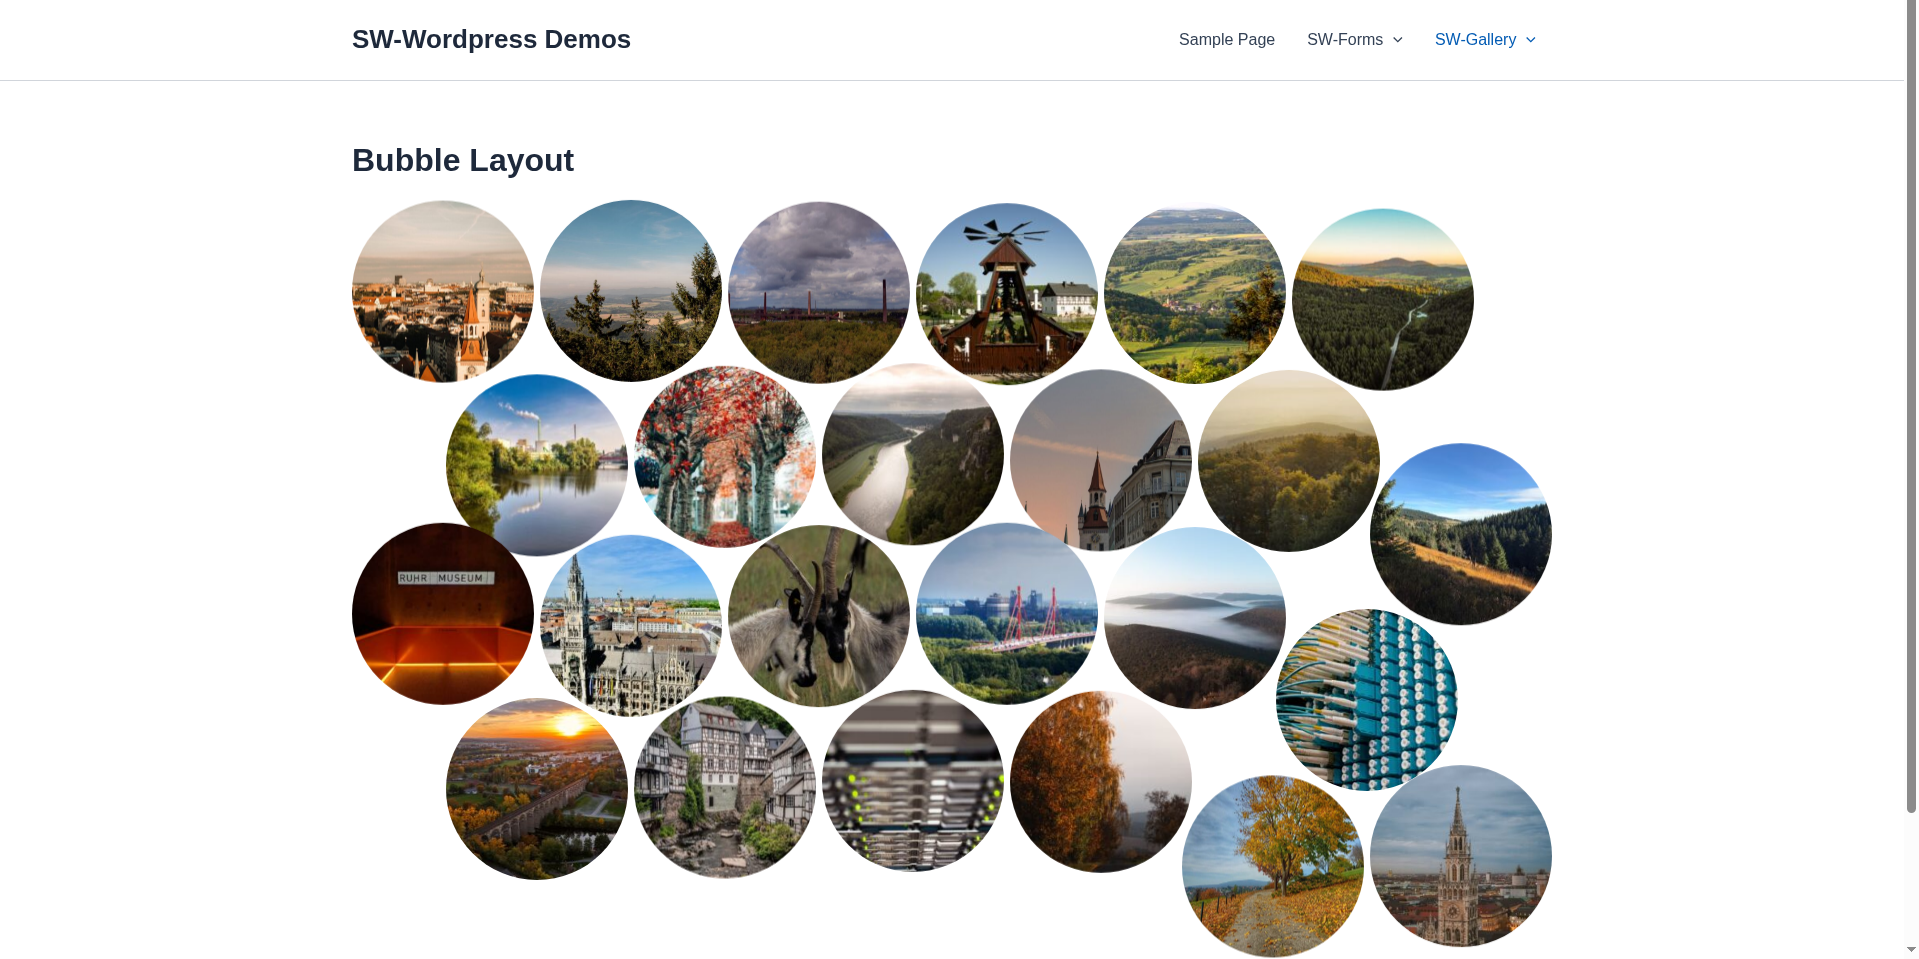 SW-Wordpress Demos
Sample Page
SW-Forms
SW-Gallery
Bubble Layout
RUHR MUSEUM